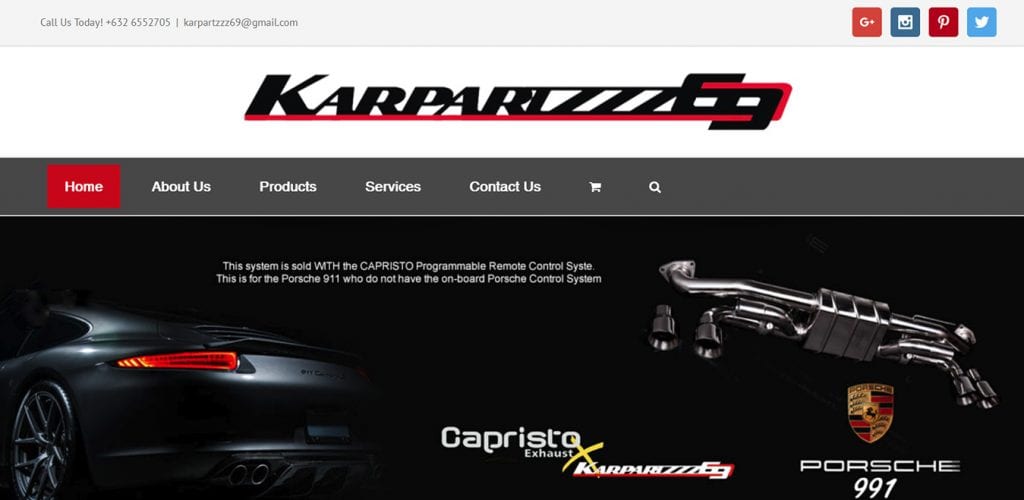 Call Us Today! +632 6552705 | karpartzzz69@gmail.com
KARPARTZZZ69
Home About Us Products Services Contact Us
This system is sold WITH the CAPRISTO Programmable Remote Control Syste.
This is for the Porsche 911 who do not have the on-board Porsche Control System
PORSCHE
Capristo
Exhaust
X
KARPARTZZZ69
PORSCHE
991